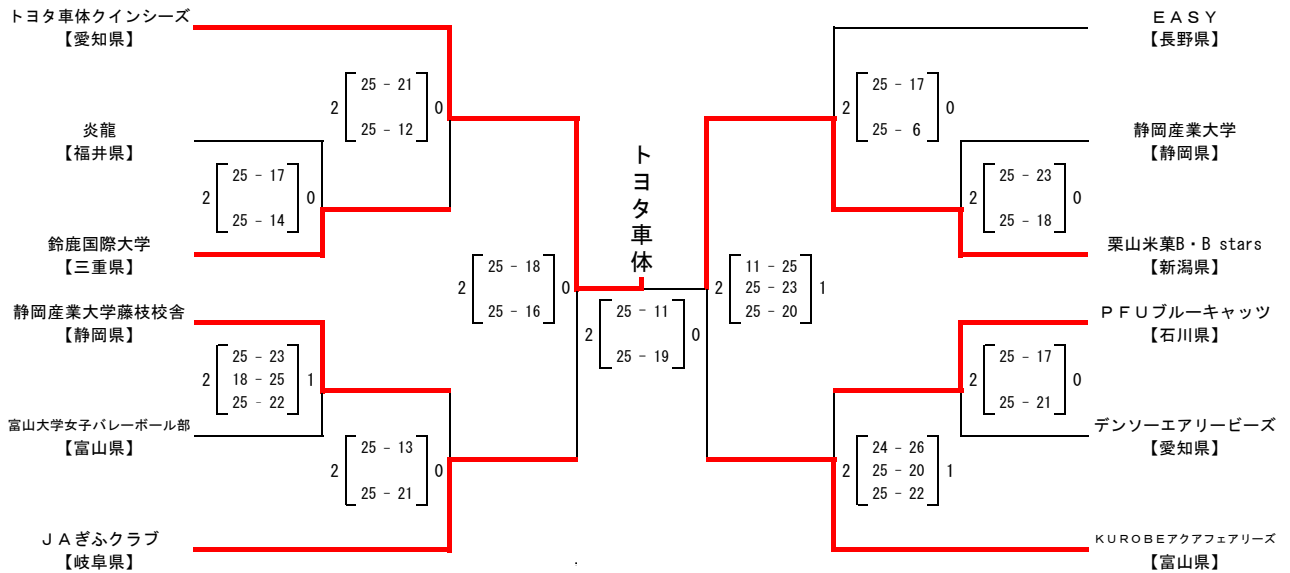 トヨタ車体クインシーズ
【愛知県】
2 25 - 21 0
25 - 12
炎龍
【福井県】
2 25 - 17 0
25 - 14
鈴鹿国際大学
【三重県】
2 25 - 18 0
25 - 16
静岡産業大学藤枝校舎
【静岡県】
2 25 - 23 1
18 - 25
25 - 22
富山大学女子バレーボール部
【富山県】
2 25 - 13 0
25 - 21
JAぎふクラブ
【岐阜県】
トヨタ車体
2 25 - 11 0
25 - 19
EASY
【長野県】
2 25 - 17 0
25 - 6
静岡産業大学
【静岡県】
2 25 - 23 0
25 - 18
栗山米菓B・B stars
【新潟県】
2 11 - 25 1
25 - 23
25 - 20
PFUブルーキャッツ
【石川県】
2 25 - 17 0
25 - 21
デンソーエアリービーズ
【愛知県】
2 24 - 26 1
25 - 20
25 - 22
KUROBEアクアフェアリーズ
【富山県】